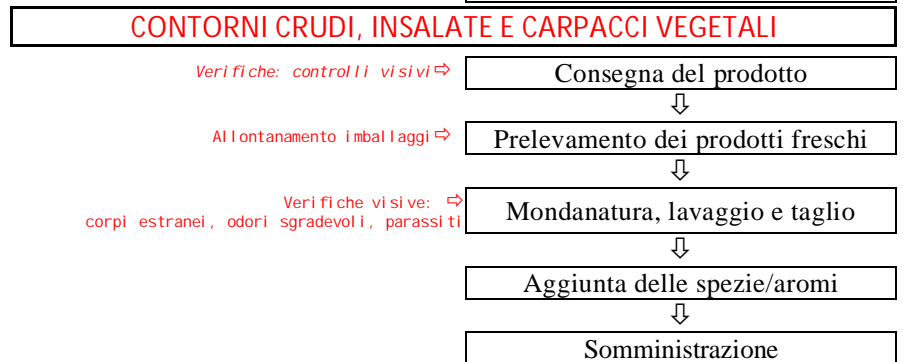 CONTORNI CRUDI, INSALATE E CARPACCI VEGETALI
Verifiche: controlli visivi⇨
Consegna del prodotto
⇩
Allontanamento imballaggi⇨
Prelevamento dei prodotti freschi
⇩
Verifiche visive: ⇨
corpi estranei, odori sgradevoli, parassiti
Mondanatura, lavaggio e taglio
⇩
Aggiunta delle spezie/aromi
⇩
Somministrazione